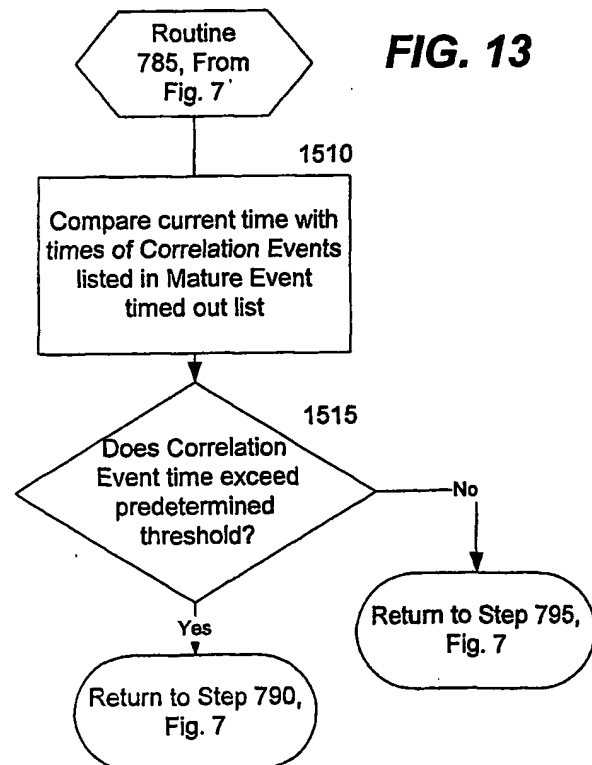 Routine
785, From
Fig. 7
FIG. 13
1510
Compare current time with
times of Correlation Events
listed in Mature Event
timed out list
1515
Does Correlation
Event time exceed
predetermined
threshold?
No
Yes
Return to Step 795,
Fig. 7
Return to Step 790,
Fig. 7